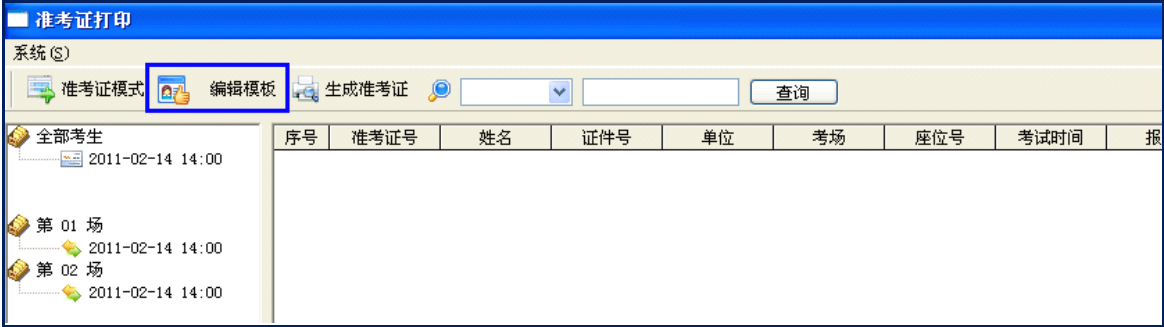 准考证打印
系统(S)
准考证模式 编辑模板 生成准考证 查询
全部考生 序号 准考证号 姓名 证件号 单位 考场 座位号 考试时间 报
2011-02-14 14:00
第 01 场
2011-02-14 14:00
第 02 场
2011-02-14 14:00